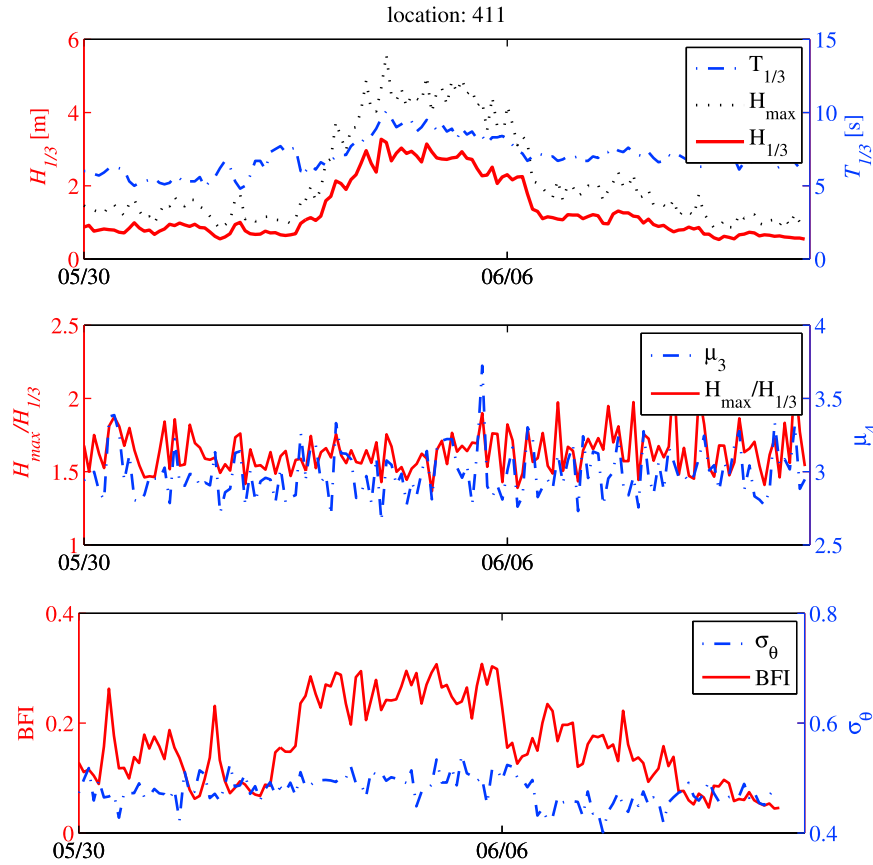 location: 411
6
4
2
0
H1/3 [m]
15
10
5
0
T1/3 [s]
T1/3
Hmax
H1/3
05/30
06/06
2.5
2
1.5
1
Hmax/H1/3
4
3.5
3
2.5
μ4
μ3
Hmax/H1/3
05/30
06/06
0.4
0.2
0
BFI
0.8
0.6
0.4
σθ
σθ
BFI
05/30
06/06